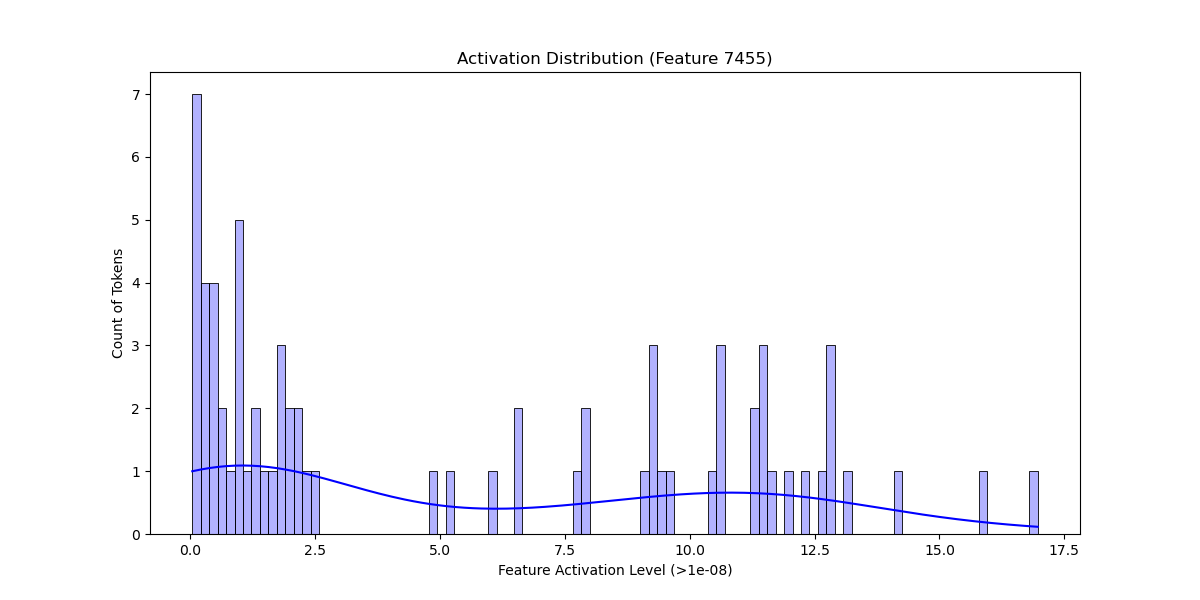 Activation Distribution (Feature 7455)
7
6
5
4
3
2
1
0
Count of Tokens
0.0 2.5 5.0 7.5 10.0 12.5 15.0 17.5
Feature Activation Level (>1e-08)